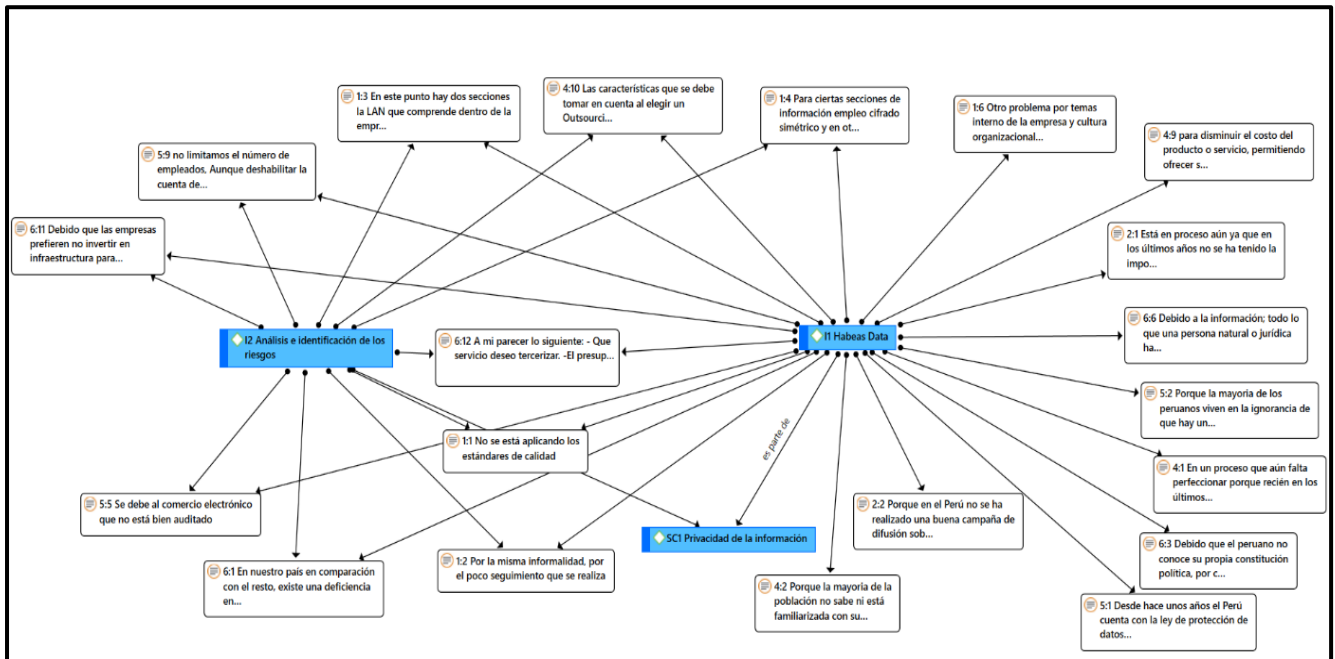 4:10 Las características que se debe
tomar en cuenta al elegir un
Outsourci...
1:3 En este punto hay dos secciones
la LAN que comprende dentro de la
empr...
1:4 Para ciertas secciones de
información empleo cifrado
simétrico y en ot...
1:6 Otro problema por temas
interno de la empresa y cultura
organizacional...
4:9 para disminuir el costo del
producto o servicio, permitiendo
ofrecer s...
5:9 no limitamos el número de
empleados, Aunque deshabilitar la
cuenta de...
6:11 Debido que las empresas
prefieren no invertir en
infraestructura para...
2:1 Está en proceso aún ya que en
los últimos años no se ha tenido la
impo...
I2 Análisis e identificación de los
riesgos
6:12 A mi parecer lo siguiente: - Que
servicio deseo tercerizar. -El presup...
I1 Habeas Data
6:6 Debido a la información; todo lo
que una persona natural o jurídica
ha...
5:2 Porque la mayoria de los
peruanos viven en la ignorancia de
que hay un...
1:1 No se está aplicando los
estándares de calidad
es parte de
4:1 En un proceso que aún falta
perfeccionar porque recién en los
últimos...
5:5 Se debe al comercio electrónico
que no está bien auditado
2:2 Porque en el Perú no se ha
realizado una buena campaña de
difusión sob...
SC1 Privacidad de la información
6:3 Debido que el peruano no
conoce su propia constitución
política, por c...
6:1 En nuestro país en comparación
con el resto, existe una deficiencia
en...
1:2 Por la misma informalidad, por
el poco seguimiento que se realiza
4:2 Porque la mayoria de la
población no sabe ni está
familiarizada con su...
5:1 Desde hace unos años el Perú
cuenta con la ley de protección de
datos...